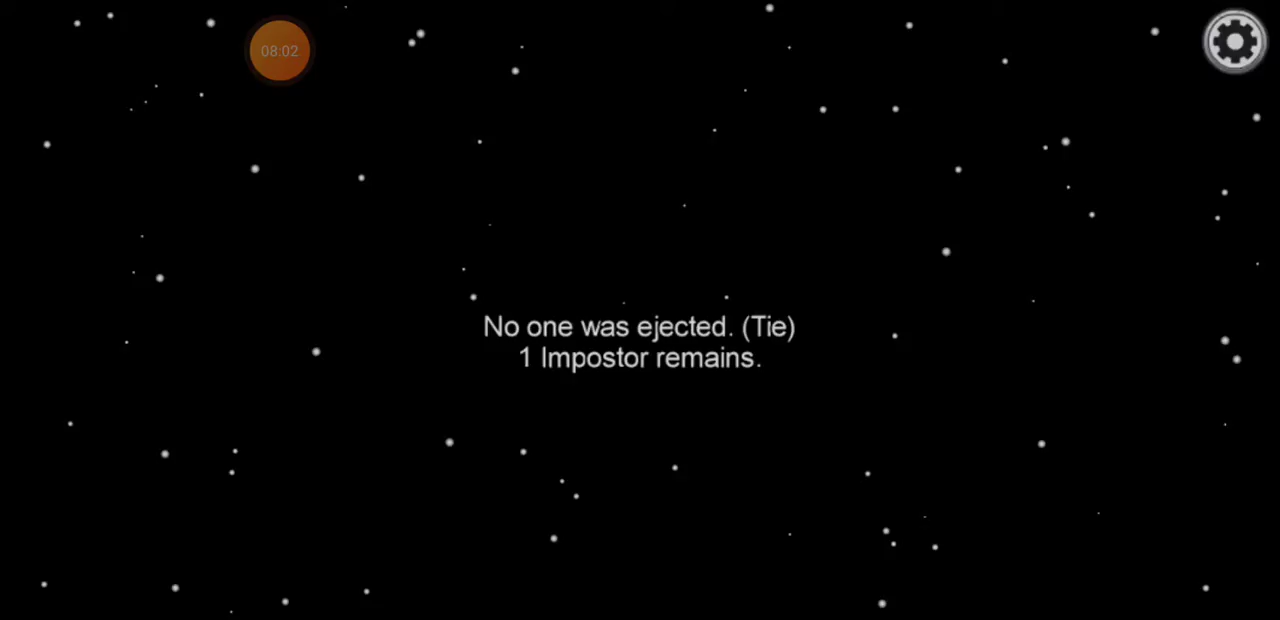 08:02
No one was ejected. (Tie)
1 Impostor remains.